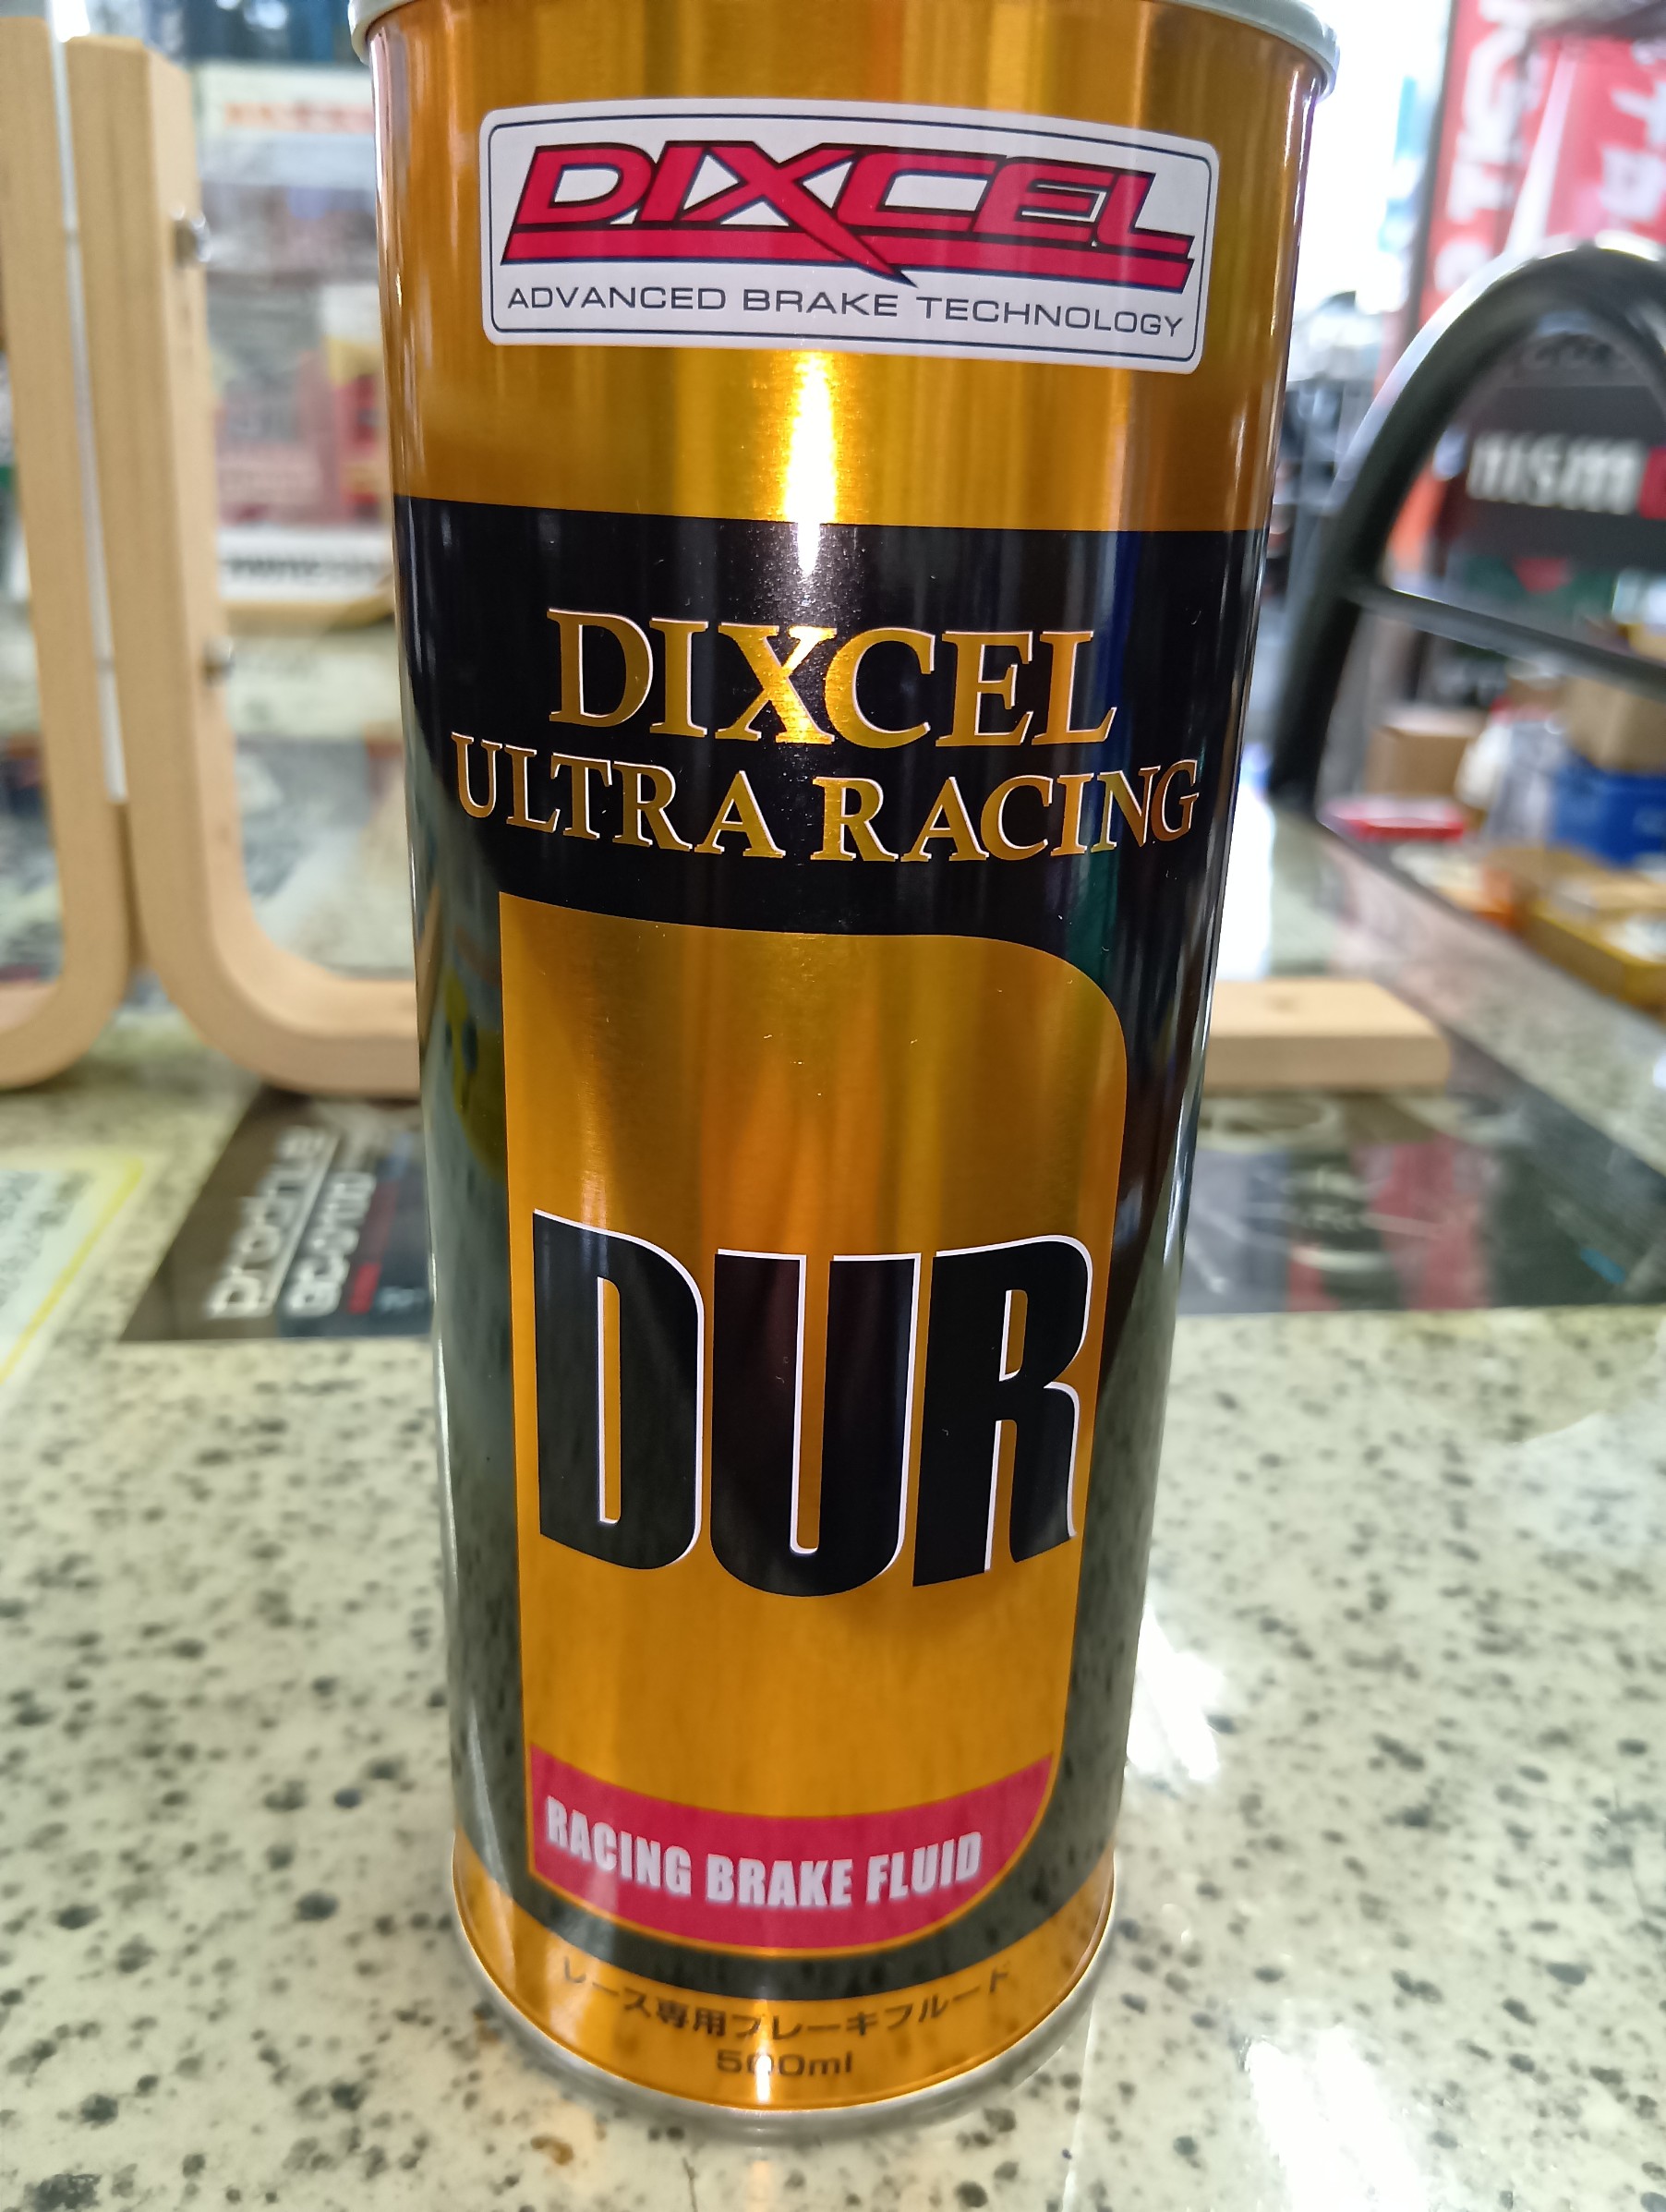 DIXCEL
ADVANCED BRAKE TECHNOLOGY
DIXCEL
ULTRA RACING
DUR
RACING BRAKE FLUID
レース専用ブレーキフルード
500ml
nism